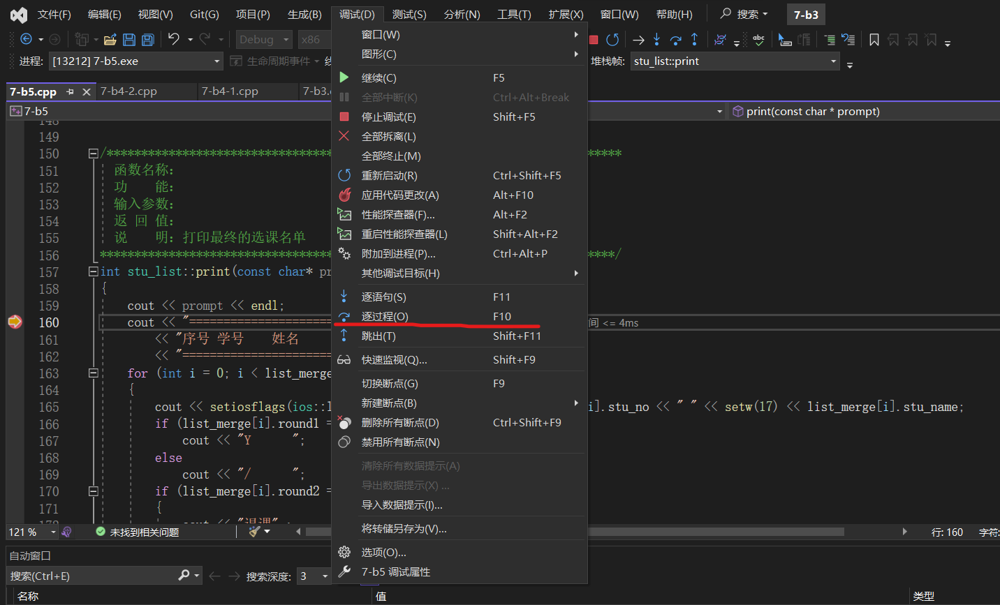 文件(F) 编辑(E) 视图(V) Git(G) 项目(P) 生成(B) 调试(D) 测试(S) 分析(N) 工具(T) 扩展(X) 窗口(W) 帮助(H) 搜索 7-b3
Debug x86
进程: [13212] 7-b5.exe 生命周期事件 堆栈帧: stu_list::print
7-b5.cpp 7-b4-2.cpp 7-b4-1.cpp 7-b3.
7-b5 print(const char * prompt)
窗口(W)
图形(C)
继续(C) F5
全部中断(K) Ctrl+Alt+Break
停止调试(E) Shift+F5
全部拆离(L)
全部终止(M)
重新启动(R) Ctrl+Shift+F5
应用代码更改(A) Alt+F10
性能探查器(F)... Alt+F2
重启性能探查器(L) Shift+Alt+F2
附加到进程(P)... Ctrl+Alt+P
其他调试目标(H)
逐语句(S) F11
逐过程(O) F10
跳出(T) Shift+F11
快速监视(Q)... Shift+F9
切换断点(G) F9
新建断点(B)
删除所有断点(D) Ctrl+Shift+F9
禁用所有断点(N)
清除所有数据提示(A)
导出数据提示(X) ...
导入数据提示(I)...
将转储另存为(V)...
选项(O)...
7-b5 调试属性
148
149
150 /**********************************
151 函数名称:
152 功 能:
153 输入参数:
154 返 回 值:
155 说 明: 打印最终的选课名单
156 **********************************/
157 int stu_list::print(const char* pr
158 {
159 cout << prompt << endl;
160 cout << "===================== 间 <= 4ms
161 << "序号 学号 姓名
162 << "======================
163 for (int i = 0; i < list_merge
164 {
165 cout << setiosflags(ios::l i].stu_no << " " << setw(17) << list_merge[i].stu_name;
166 if (list_merge[i].round1 =
167 cout << "Y ";
168 else
169 cout << "/ ";
170 if (list_merge[i].round2 =
171 {
172 cout << "退课"
121 % 未找到相关问题 行: 160 字符:
自动窗口
搜索(Ctrl+E) 搜索深度: 3
名称 值 类型